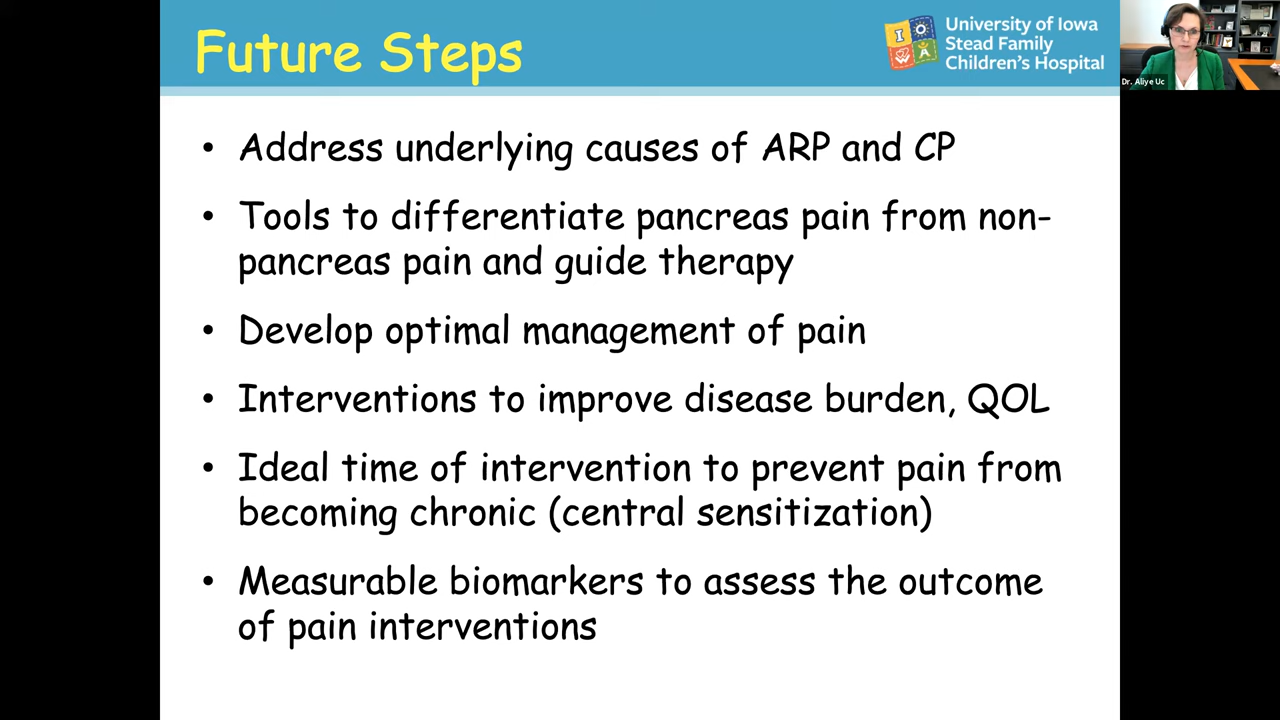 Future Steps
University of Iowa
Stead Family
Children's Hospital
Dr. Aliye Uc
• Address underlying causes of ARP and CP
• Tools to differentiate pancreas pain from non-
pancreas pain and guide therapy
• Develop optimal management of pain
• Interventions to improve disease burden, QOL
• Ideal time of intervention to prevent pain from
becoming chronic (central sensitization)
• Measurable biomarkers to assess the outcome
of pain interventions